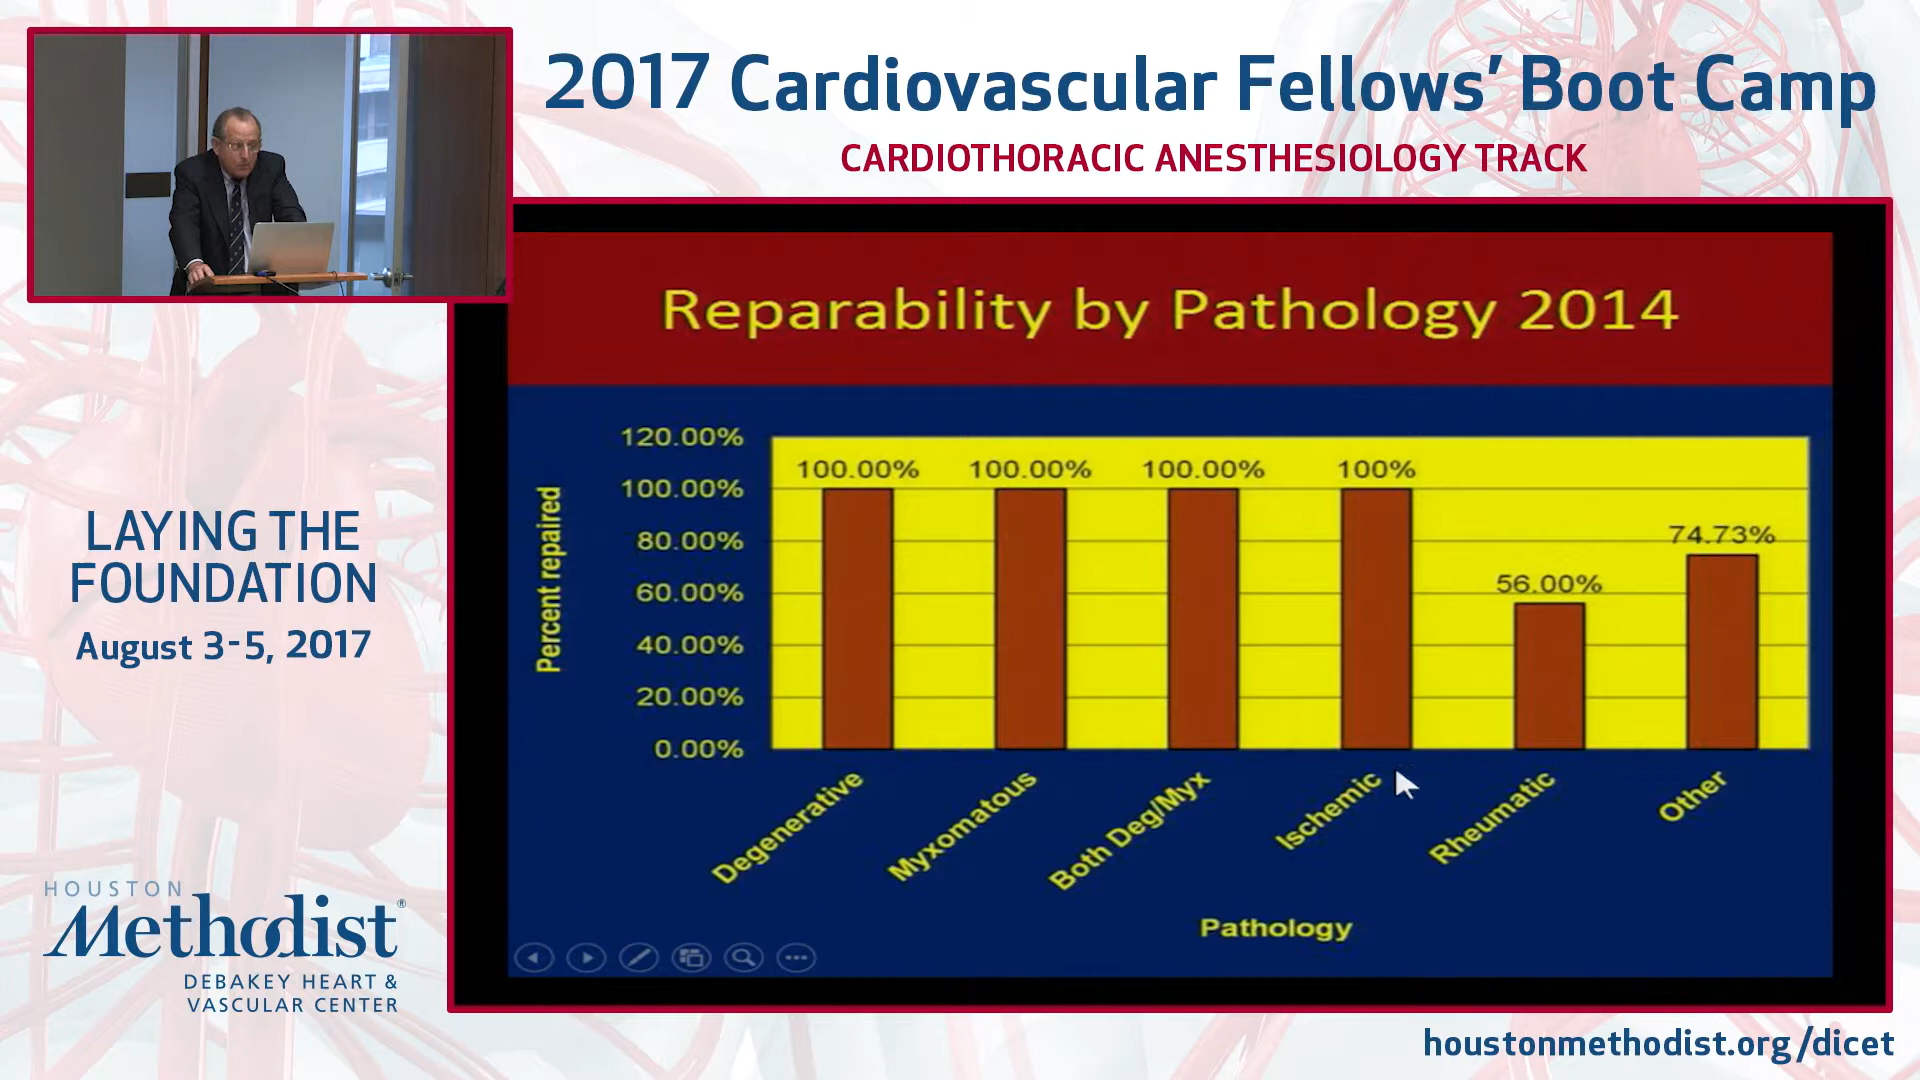 2017 Cardiovascular Fellows’ Boot Camp
CARDIOTHORACIC ANESTHESIOLOGY TRACK
Reparability by Pathology 2014
Percent repaired
120.00%
100.00%
80.00%
60.00%
40.00%
20.00%
0.00%
100.00%
100.00%
100.00%
100%
56.00%
74.73%
Degenerative
Myxomatous
Both Deg/Myx
Ischemic
Rheumatic
Other
Pathology
LAYING THE
FOUNDATION
August 3-5, 2017
HOUSTON
Methodist®
DEBAKEY HEART &
VASCULAR CENTER
houstonmethodist.org/dicet